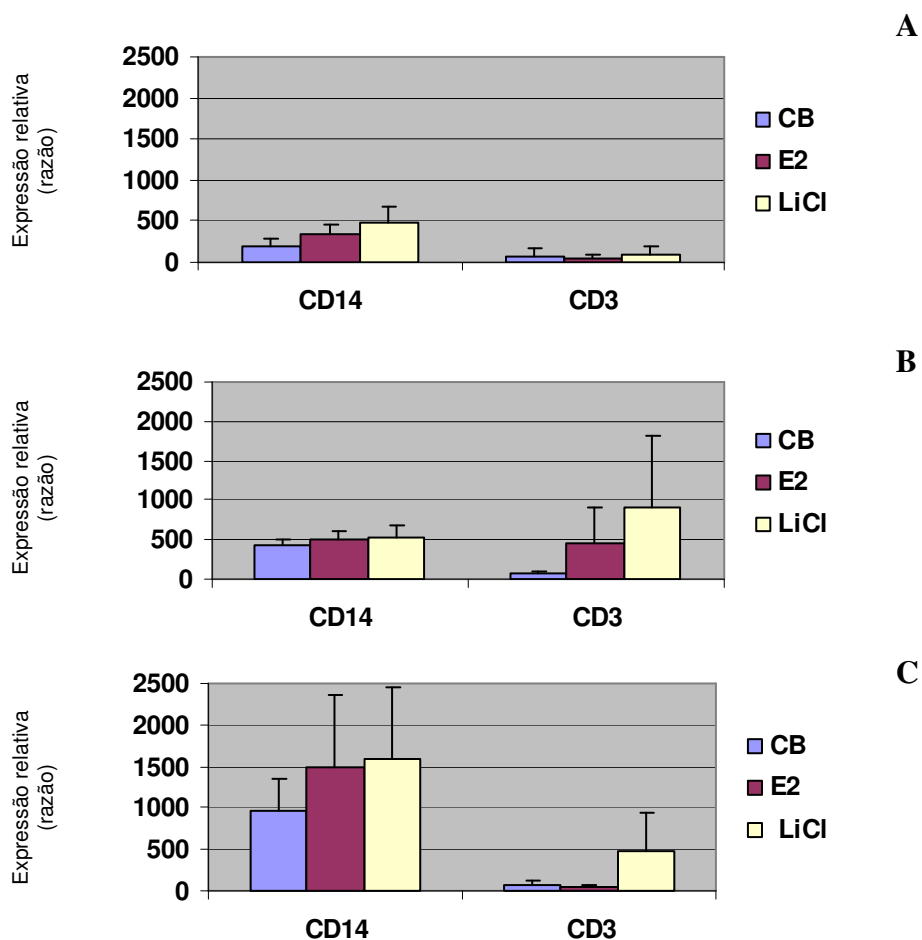 A
Expressão relativa
(razão)
2500
2000
1500
1000
500
0
CD14
CD3
CB
E2
LiCl
B
Expressão relativa
(razão)
2500
2000
1500
1000
500
0
CD14
CD3
CB
E2
LiCl
C
Expressão relativa
(razão)
2500
2000
1500
1000
500
0
CD14
CD3
CB
E2
LiCl